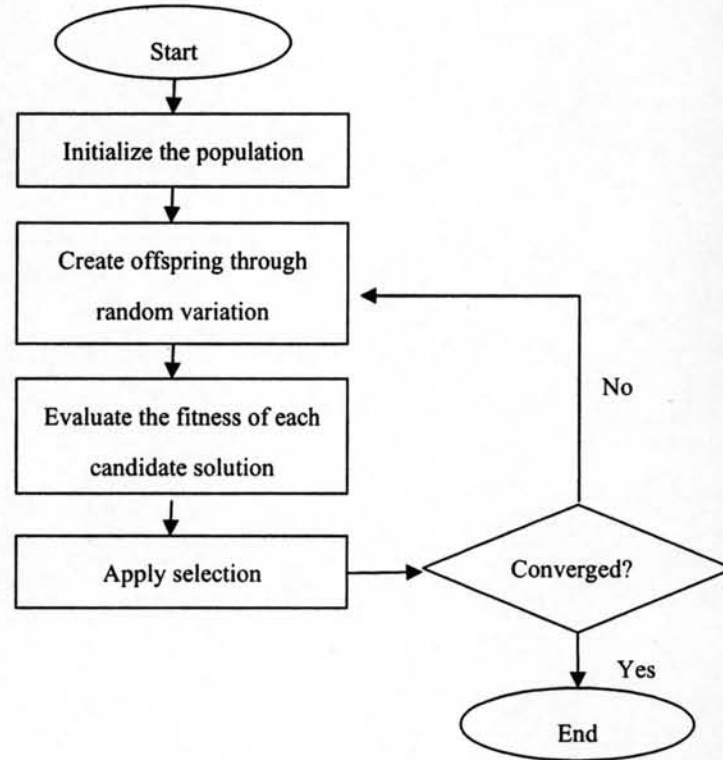 Start
Initialize the population
Create offspring through
random variation
Evaluate the fitness of each
candidate solution
Apply selection
Converged?
No
Yes
End